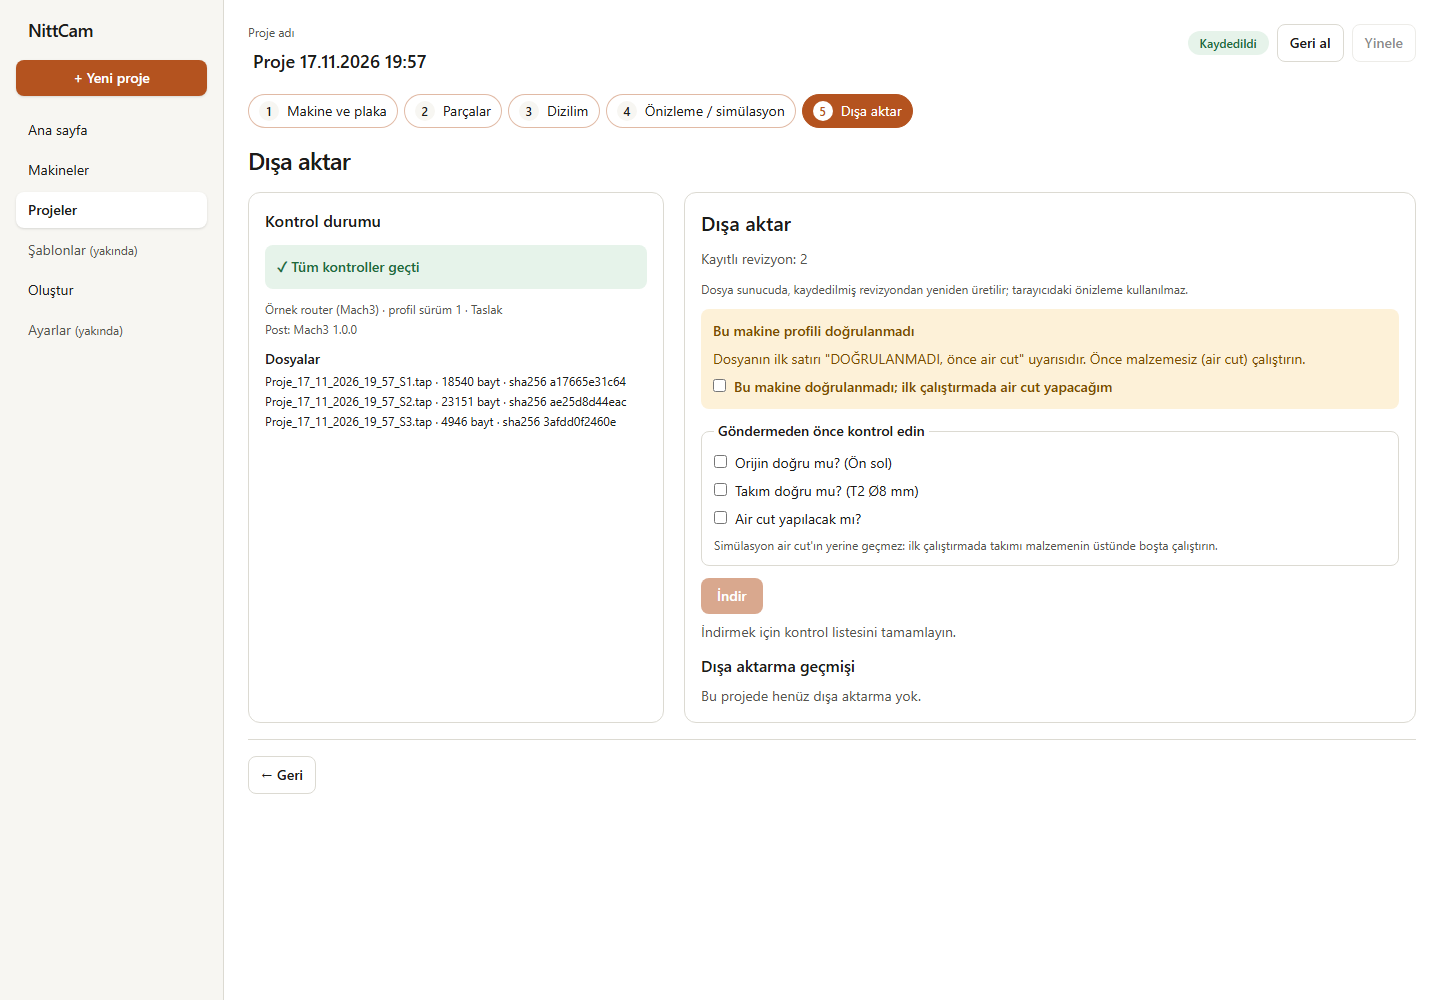 NittCam
+ Yeni proje
Ana sayfa
Makineler
Projeler
Şablonlar (yakında)
Oluştur
Ayarlar (yakında)
Proje adı
Proje 17.11.2026 19:57
Kaydedildi
Geri al
Yinele
1 Makine ve plaka
2 Parçalar
3 Dizilim
4 Önizleme / simülasyon
5 Dışa aktar
Dışa aktar
Kontrol durumu
✓ Tüm kontroller geçti
Örnek router (Mach3) · profil sürüm 1 · Taslak
Post: Mach3 1.0.0
Dosyalar
Proje_17_11_2026_19_57_S1.tap · 18540 bayt · sha256 a17665e31c64
Proje_17_11_2026_19_57_S2.tap · 23151 bayt · sha256 ae25d8d44eac
Proje_17_11_2026_19_57_S3.tap · 4946 bayt · sha256 3afdd0f2460e
Dışa aktar
Kayıtlı revizyon: 2
Dosya sunucuda, kaydedilmiş revizyondan yeniden üretilir; tarayıcıdaki önizleme kullanılmaz.
Bu makine profili doğrulanmadı
Dosyanın ilk satırı "DOĞRULANMADI, önce air cut" uyarısıdır. Önce malzemesiz (air cut) çalıştırın.
Bu makine doğrulanmadı; ilk çalıştırmada air cut yapacağım
Göndermeden önce kontrol edin
Orijin doğru mu? (Ön sol)
Takım doğru mu? (T2 Ø8 mm)
Air cut yapılacak mı?
Simülasyon air cut'ın yerine geçmez: ilk çalıştırmada takımı malzemenin üstünde boşta çalıştırın.
İndir
İndirmek için kontrol listesini tamamlayın.
Dışa aktarma geçmişi
Bu projede henüz dışa aktarma yok.
← Geri